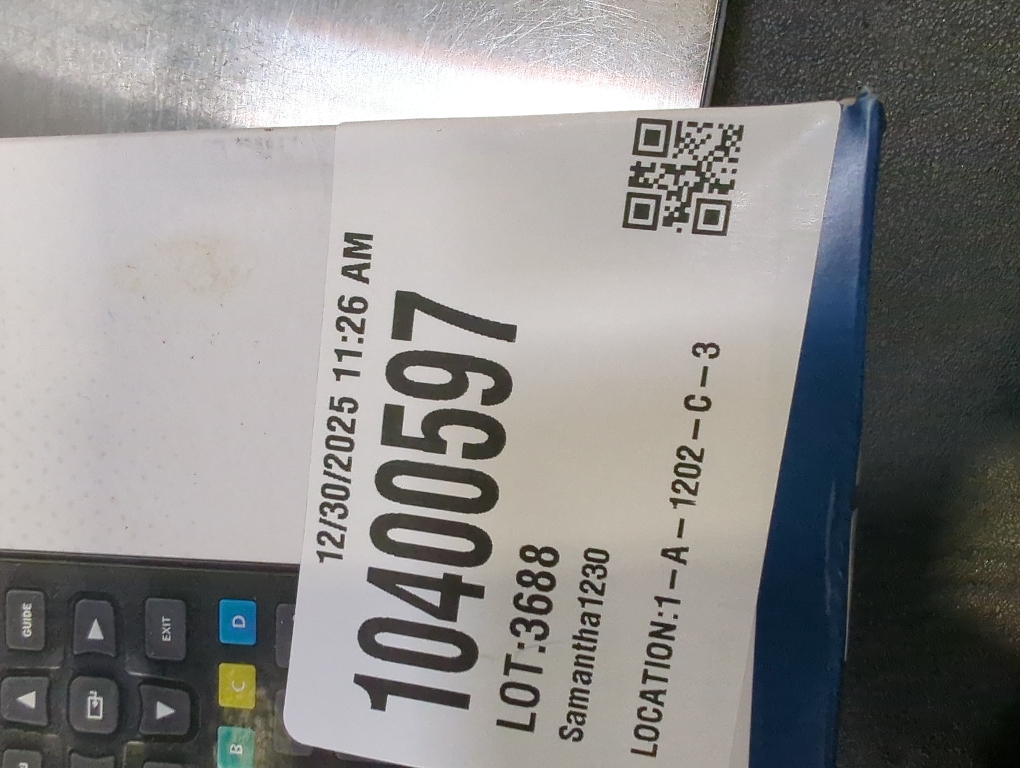 12/30/2025 11:26 AM
10400597
LOT:3688
Samantha1230
LOCATION:1-A-1202-C-3
GUIDE
EXIT
B
C
D